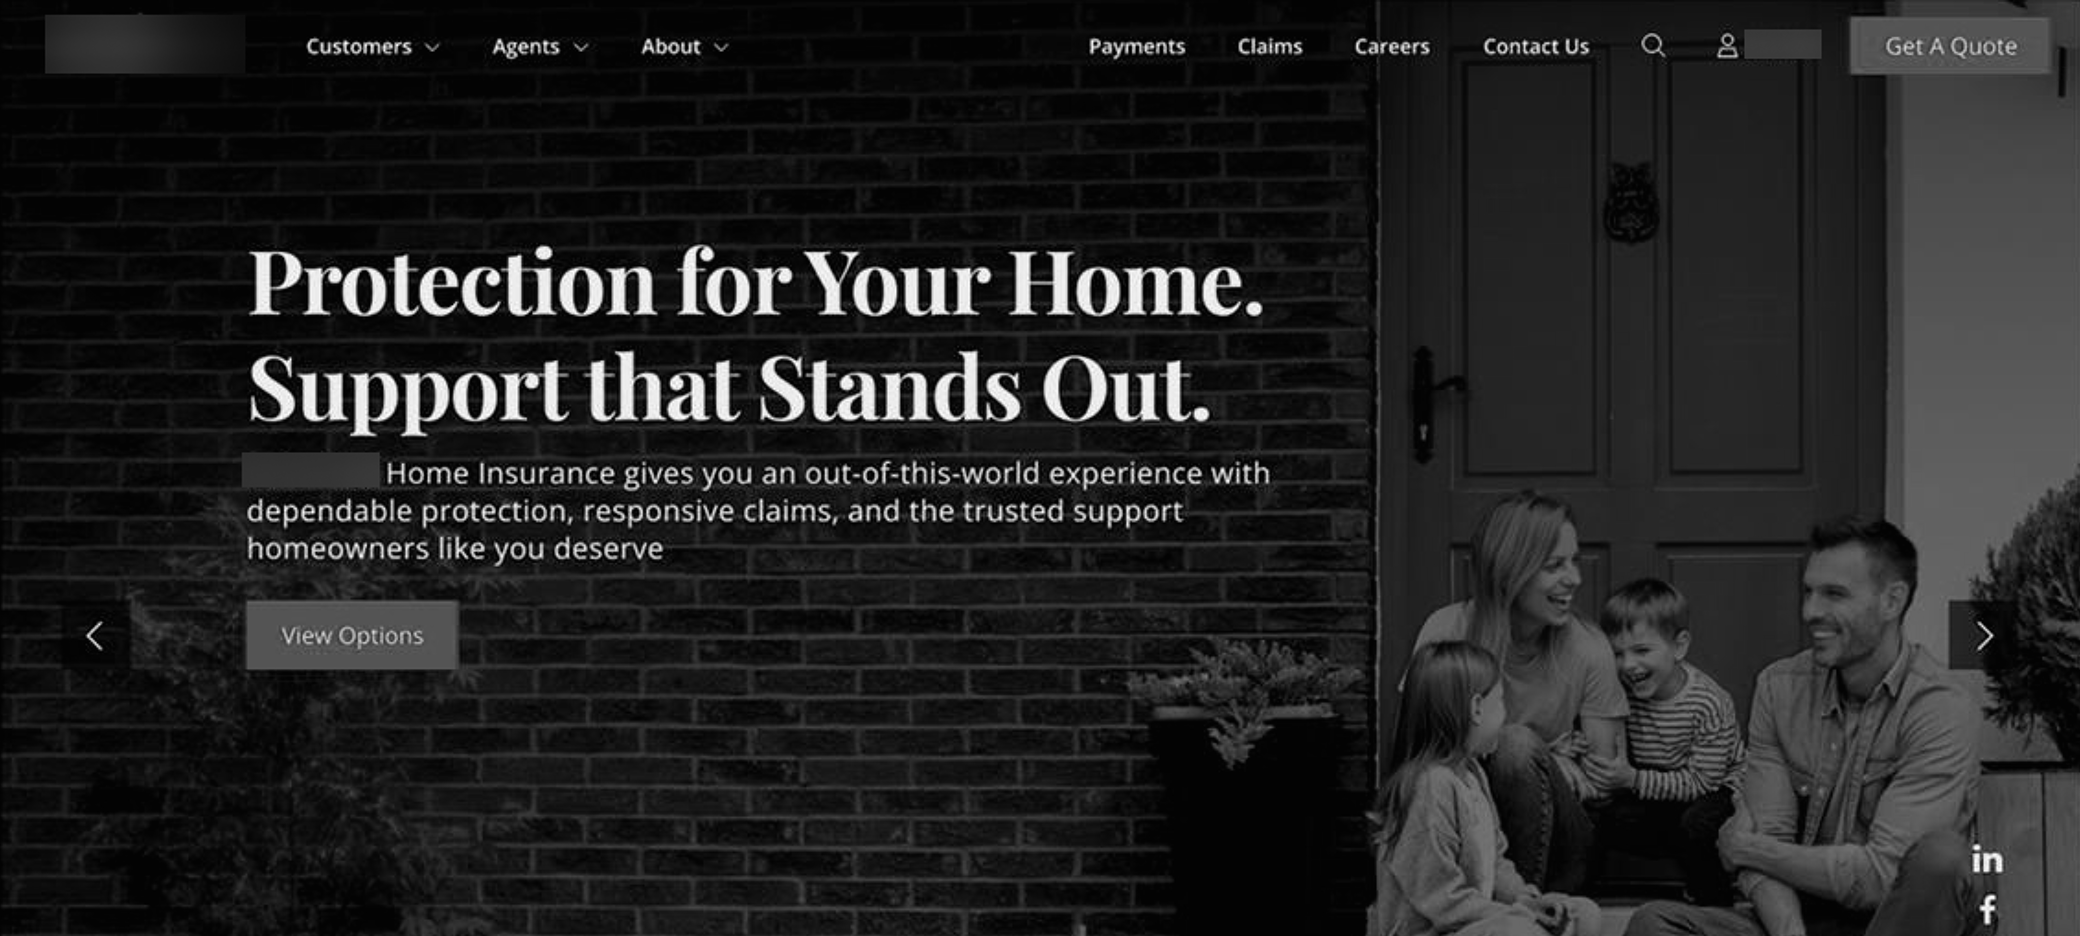 Customers
Agents
About
Payments
Claims
Careers
Contact Us
Get A Quote
Protection for Your Home.
Support that Stands Out.
Home Insurance gives you an out-of-this-world experience with
dependable protection, responsive claims, and the trusted support
homeowners like you deserve
View Options
in
f